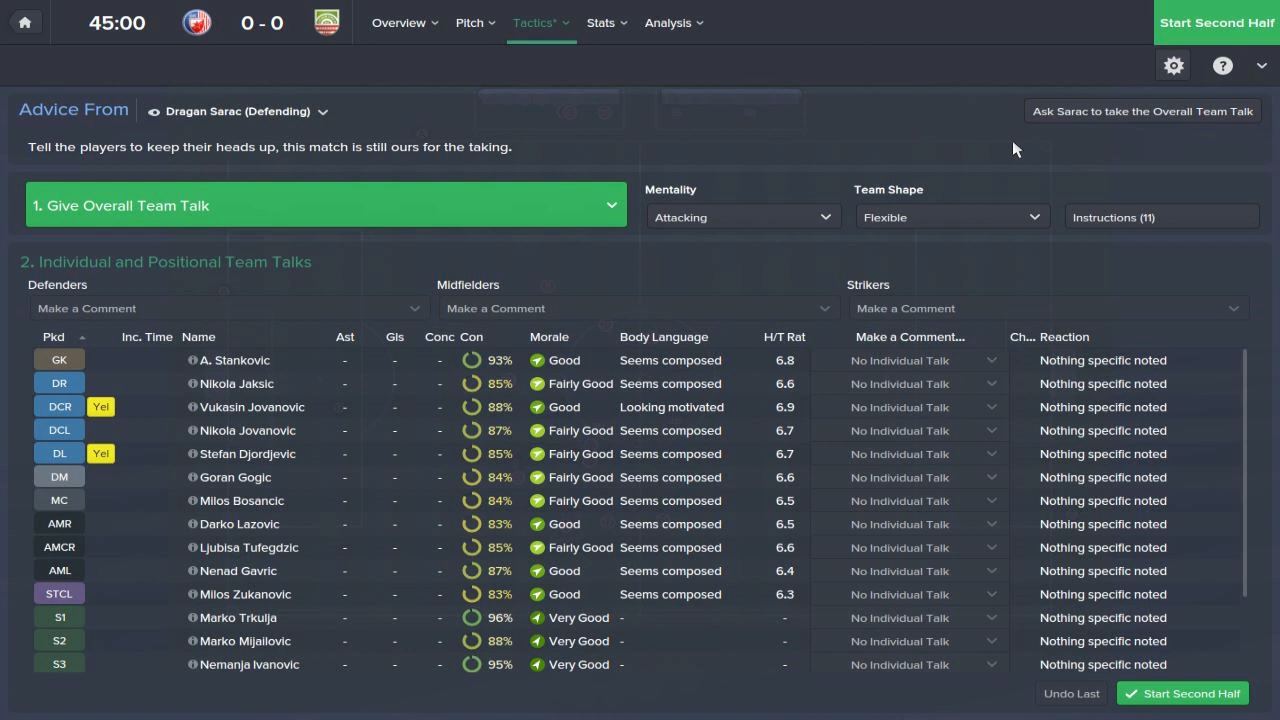 45:00 0 - 0 Overview Pitch Tactics* Stats Analysis Start Second Half
Advice From Dragan Sarac (Defending) Ask Sarac to take the Overall Team Talk
Tell the players to keep their heads up, this match is still ours for the taking.
Mentality Team Shape
1. Give Overall Team Talk Attacking Flexible Instructions (11)
2. Individual and Positional Team Talks
Defenders Midfielders Strikers
Make a Comment Make a Comment Make a Comment
Pkd Inc. Time Name Ast Gls Conc Con Morale Body Language H/T Rat Make a Comment... Ch... Reaction
GK A. Stankovic - - - 93% Good Seems composed 6.8 No Individual Talk Nothing specific noted
DR Nikola Jaksic - - - 85% Fairly Good Seems composed 6.6 No Individual Talk Nothing specific noted
DCR Yel Vukasin Jovanovic - - - 88% Good Looking motivated 6.9 No Individual Talk Nothing specific noted
DCL Nikola Jovanovic - - - 87% Fairly Good Seems composed 6.7 No Individual Talk Nothing specific noted
DL Yel Stefan Djordjevic - - - 85% Fairly Good Seems composed 6.7 No Individual Talk Nothing specific noted
DM Goran Gogic - - - 84% Fairly Good Seems composed 6.6 No Individual Talk Nothing specific noted
MC Milos Bosancic - - - 84% Fairly Good Seems composed 6.5 No Individual Talk Nothing specific noted
AMR Darko Lazovic - - - 83% Good Seems composed 6.5 No Individual Talk Nothing specific noted
AMCR Ljubisa Tufegdzic - - - 85% Fairly Good Seems composed 6.6 No Individual Talk Nothing specific noted
AML Nenad Gavric - - - 87% Good Seems composed 6.4 No Individual Talk Nothing specific noted
STCL Milos Zukanovic - - - 83% Good Seems composed 6.3 No Individual Talk Nothing specific noted
S1 Marko Trkulja - - - 96% Very Good - - No Individual Talk Nothing specific noted
S2 Marko Mijailovic - - - 88% Very Good - - No Individual Talk Nothing specific noted
S3 Nemanja Ivanovic - - - 95% Very Good - - No Individual Talk Nothing specific noted
Undo Last Start Second Half